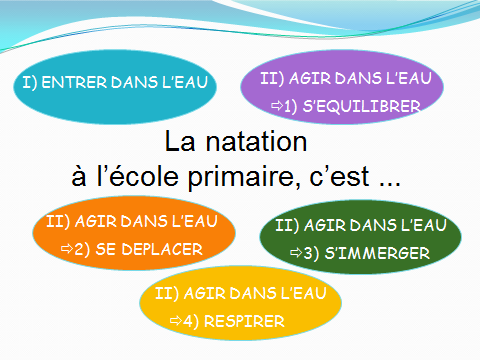 I) ENTRER DANS L'EAU
II) AGIR DANS L'EAU
⇨1) S'EQUILIBRER
La natation
à l'école primaire, c'est ...
II) AGIR DANS L'EAU
⇨2) SE DEPLACER
II) AGIR DANS L'EAU
⇨3) S'IMMERGER
II) AGIR DANS L'EAU
⇨4) RESPIRER